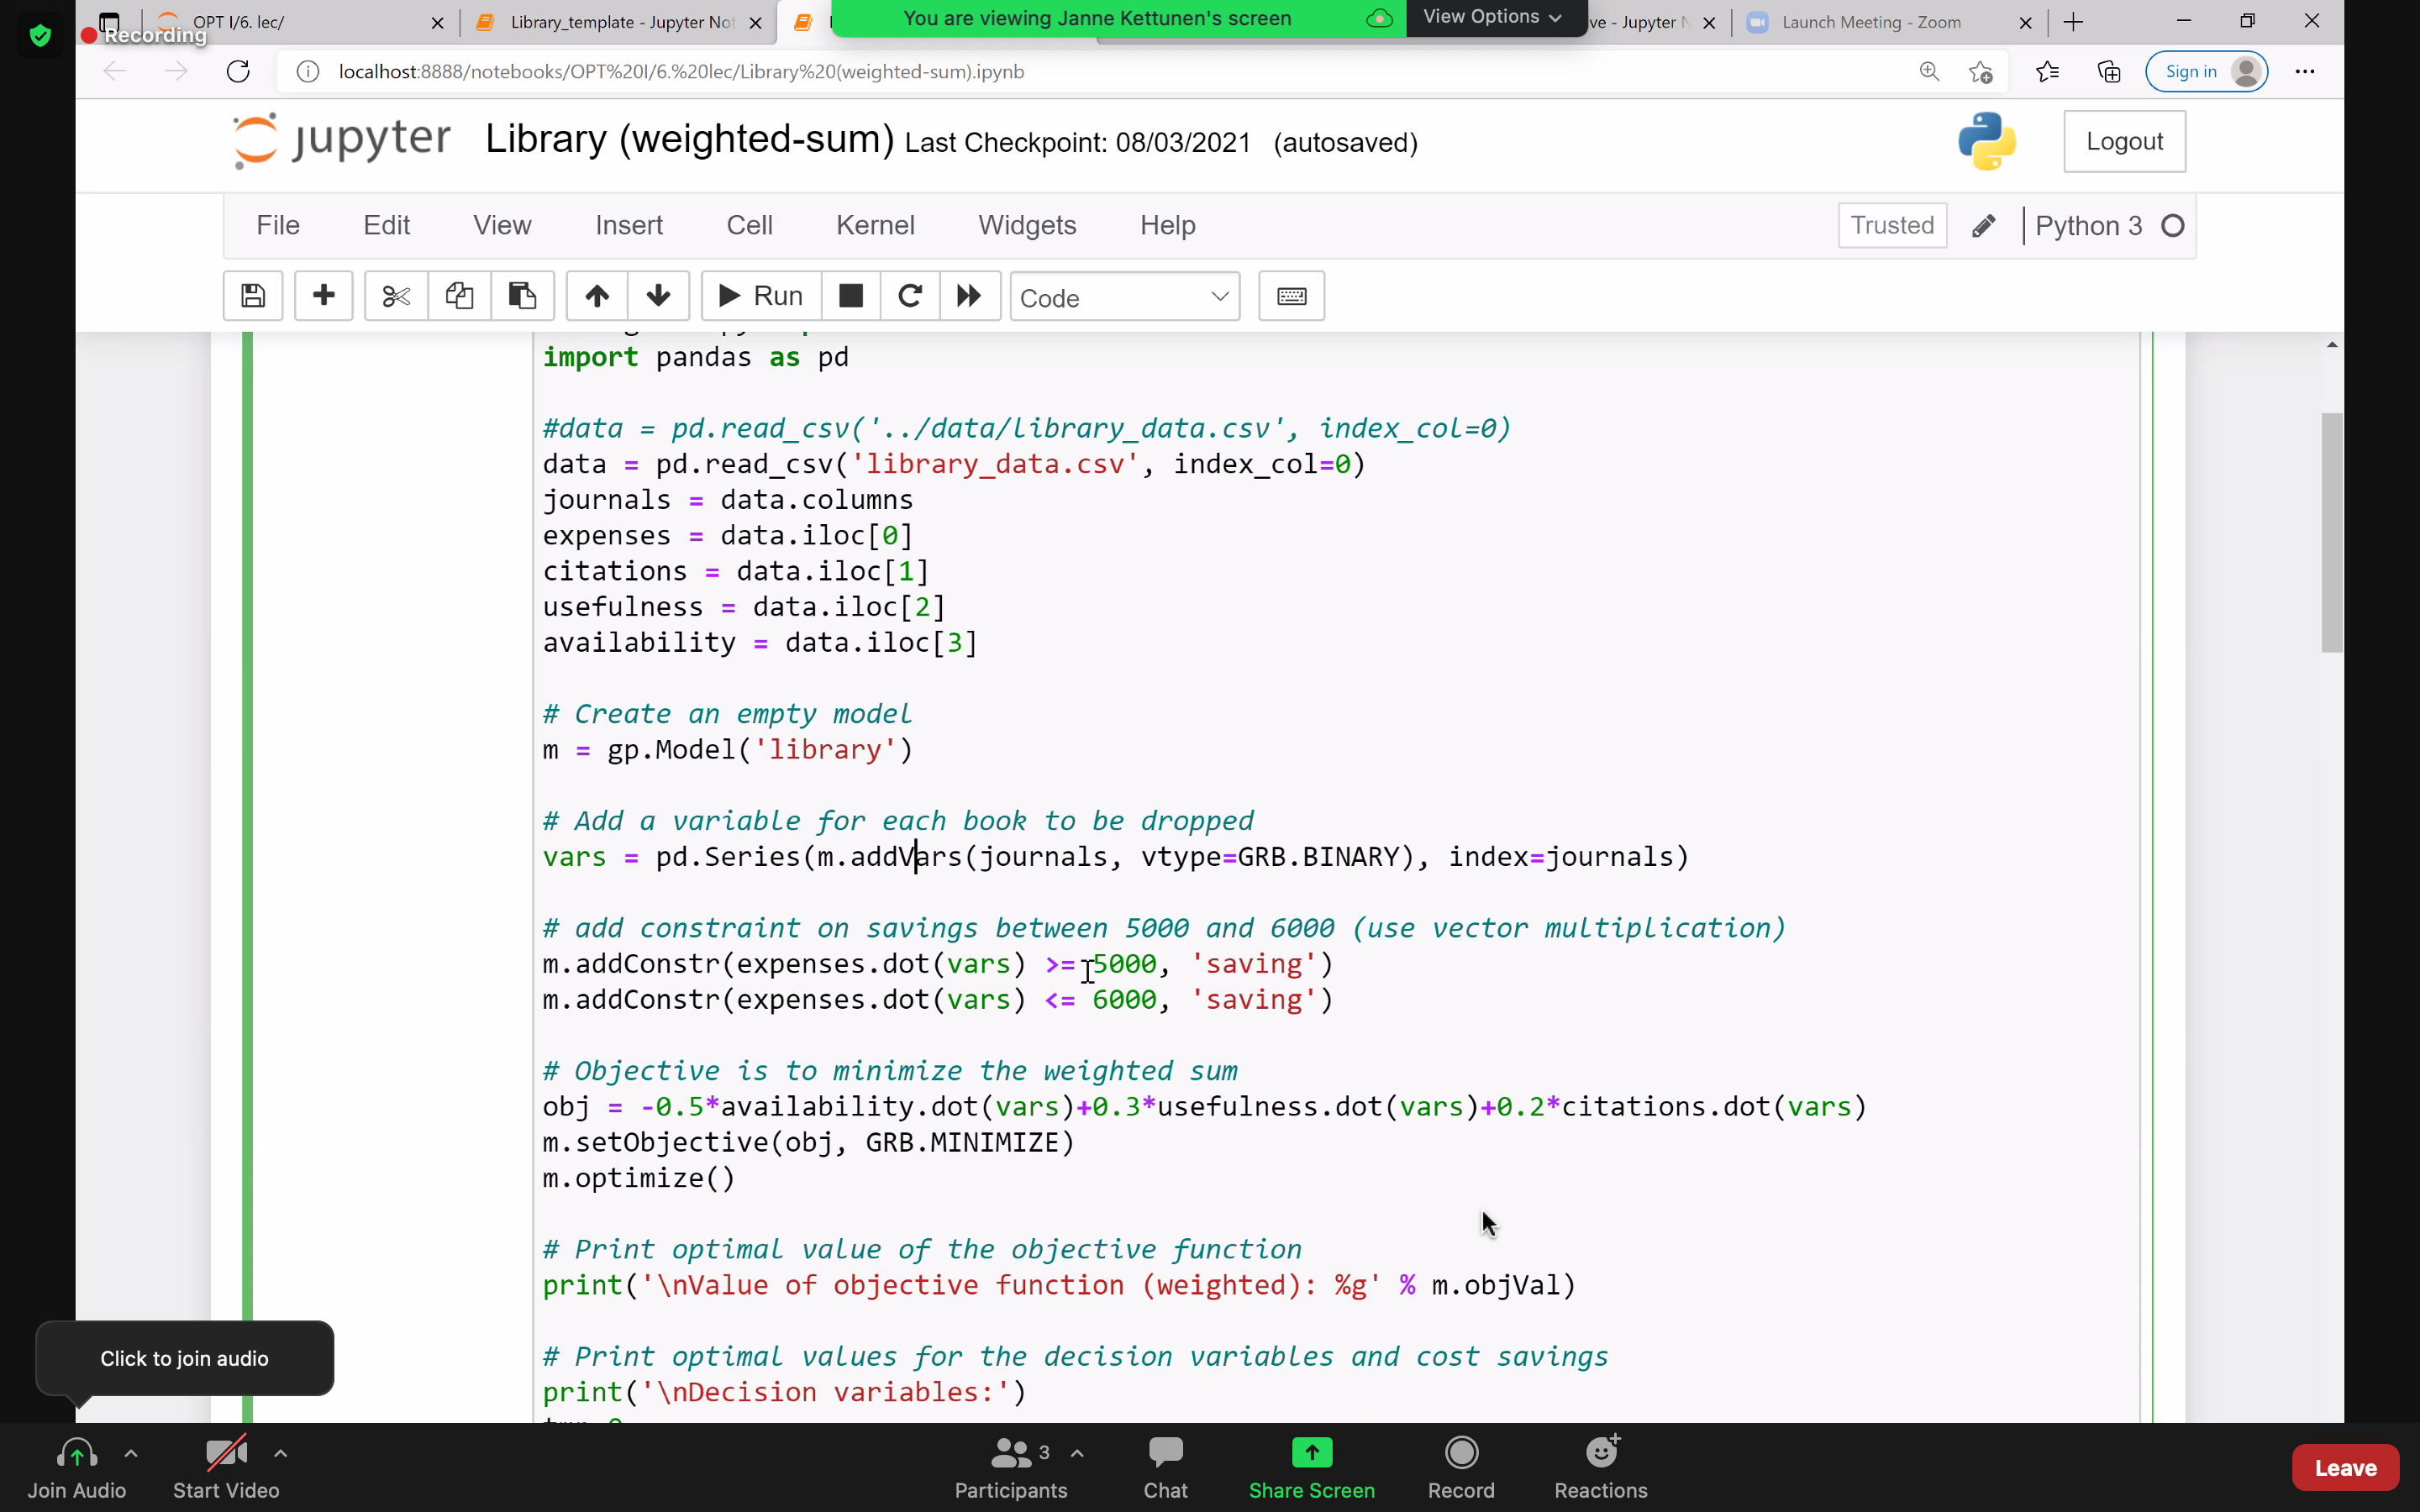 OPT I/6. lec/
Library_template - Jupyter Not
You are viewing Janne Kettunen's screen
View Options
ve - Jupyter N
Launch Meeting - Zoom
Recording
localhost:8888/notebooks/OPT%20I/6.%20lec/Library%20(weighted-sum).ipynb
Sign in
jupyter Library (weighted-sum) Last Checkpoint: 08/03/2021 (autosaved)
Logout
File Edit View Insert Cell Kernel Widgets Help
Trusted
Python 3
Run
Code
import pandas as pd
#data = pd.read_csv('../data/library_data.csv', index_col=0)
data = pd.read_csv('library_data.csv', index_col=0)
journals = data.columns
expenses = data.iloc[0]
citations = data.iloc[1]
usefulness = data.iloc[2]
availability = data.iloc[3]
# Create an empty model
m = gp.Model('library')
# Add a variable for each book to be dropped
vars = pd.Series(m.addVars(journals, vtype=GRB.BINARY), index=journals)
# add constraint on savings between 5000 and 6000 (use vector multiplication)
m.addConstr(expenses.dot(vars) >= 5000, 'saving')
m.addConstr(expenses.dot(vars) <= 6000, 'saving')
# Objective is to minimize the weighted sum
obj = -0.5*availability.dot(vars)+0.3*usefulness.dot(vars)+0.2*citations.dot(vars)
m.setObjective(obj, GRB.MINIMIZE)
m.optimize()
# Print optimal value of the objective function
print('\nValue of objective function (weighted): %g' % m.objVal)
# Print optimal values for the decision variables and cost savings
print('\nDecision variables:')
Click to join audio
Join Audio
Start Video
3
Participants
Chat
Share Screen
Record
Reactions
Leave